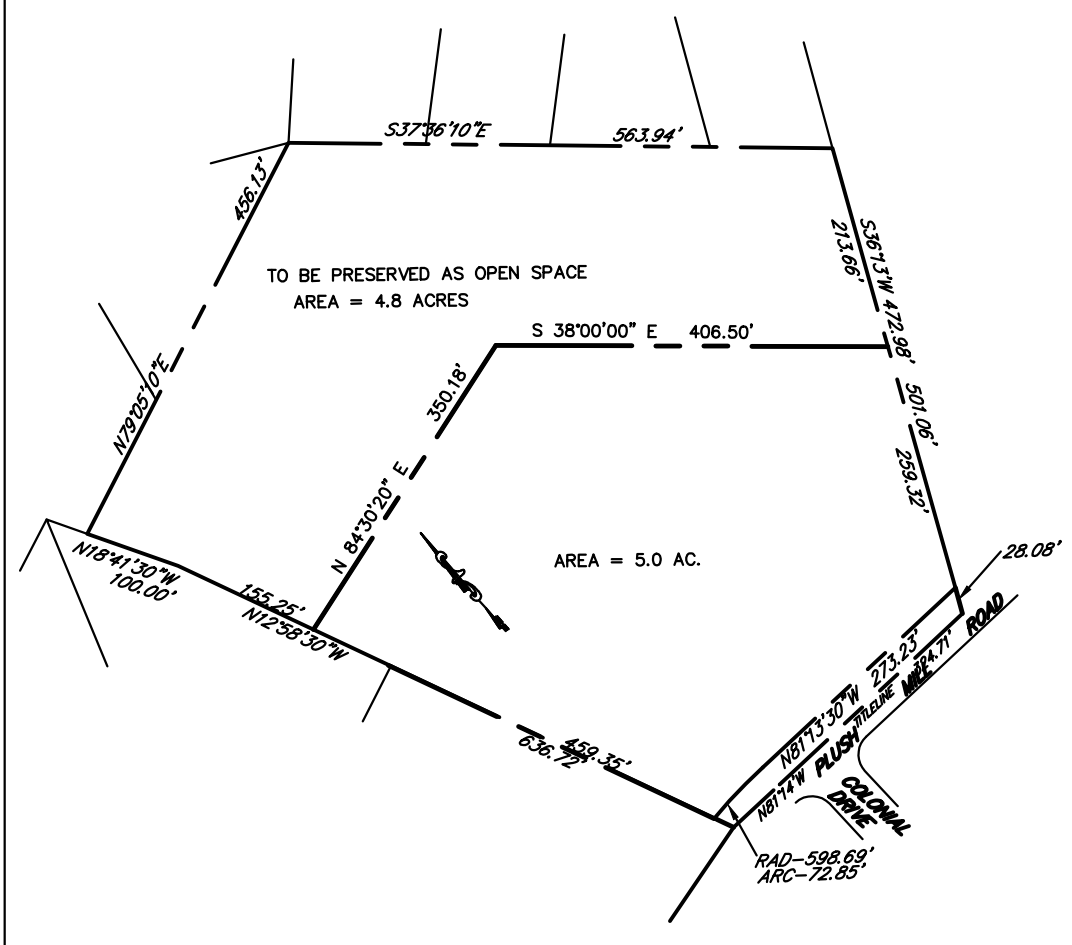 S37°36'10"E 563.94'
456.13'
S36°13'W 472.98'
213.66'
TO BE PRESERVED AS OPEN SPACE
AREA = 4.8 ACRES
S 38°00'00" E 406.50'
N79°05'10"E
350.18'
501.06'
259.32'
N 84°30'20" E
N18°41'30"W
100.00'
AREA = 5.0 AC.
28.08'
155.25'
N12°58'30"W
459.35'
636.72'
N81°13'30"W 273.23'
TITLELINE
N81°14'W
PLUSH MILL ROAD
COLONIAL
DRIVE
RAD-598.69'
ARC-72.85'